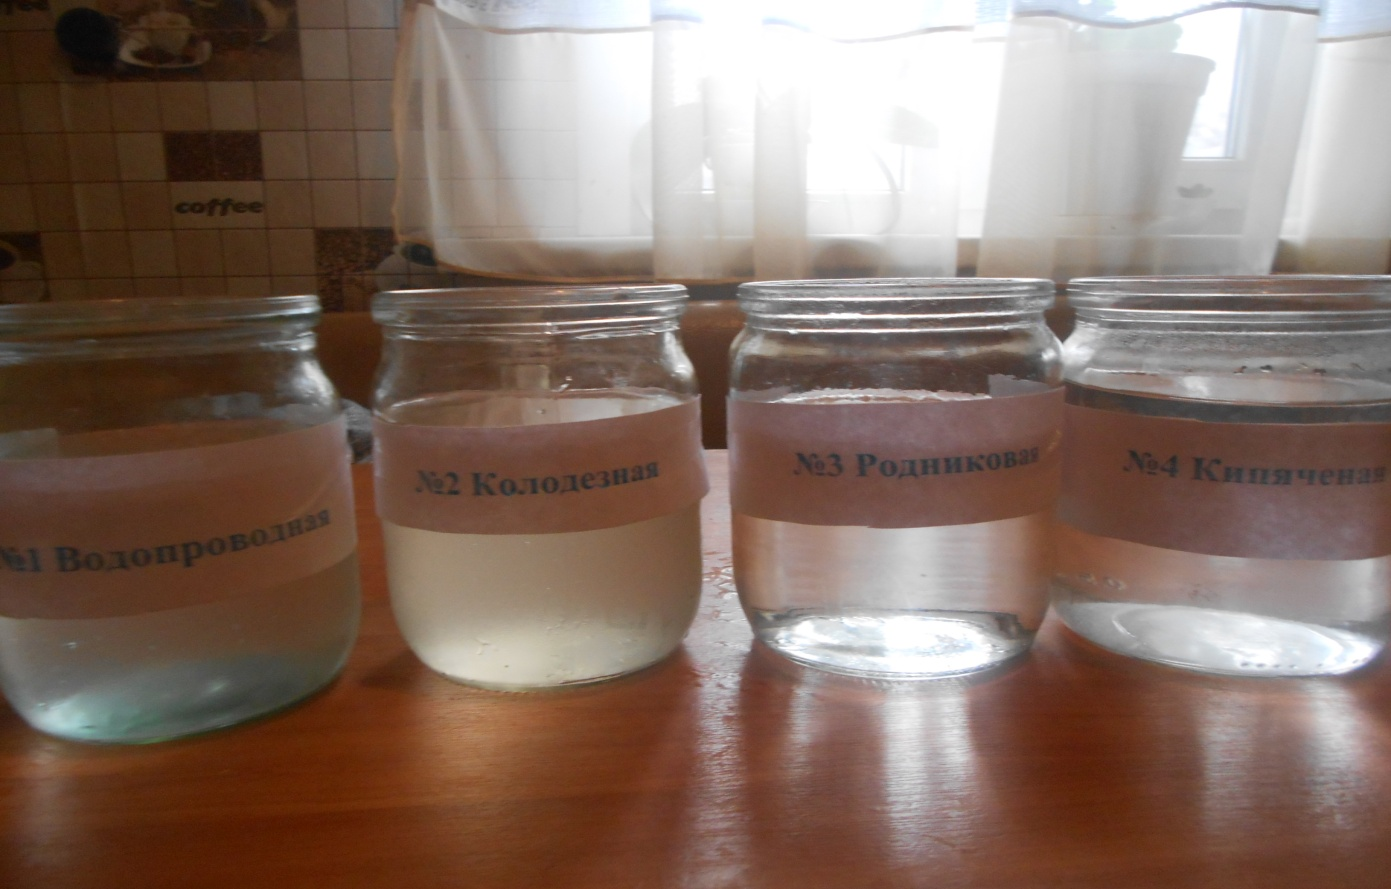 coffee
№1 Водопроводная
№2 Колодезная
№3 Родниковая
№4 Кипяченая